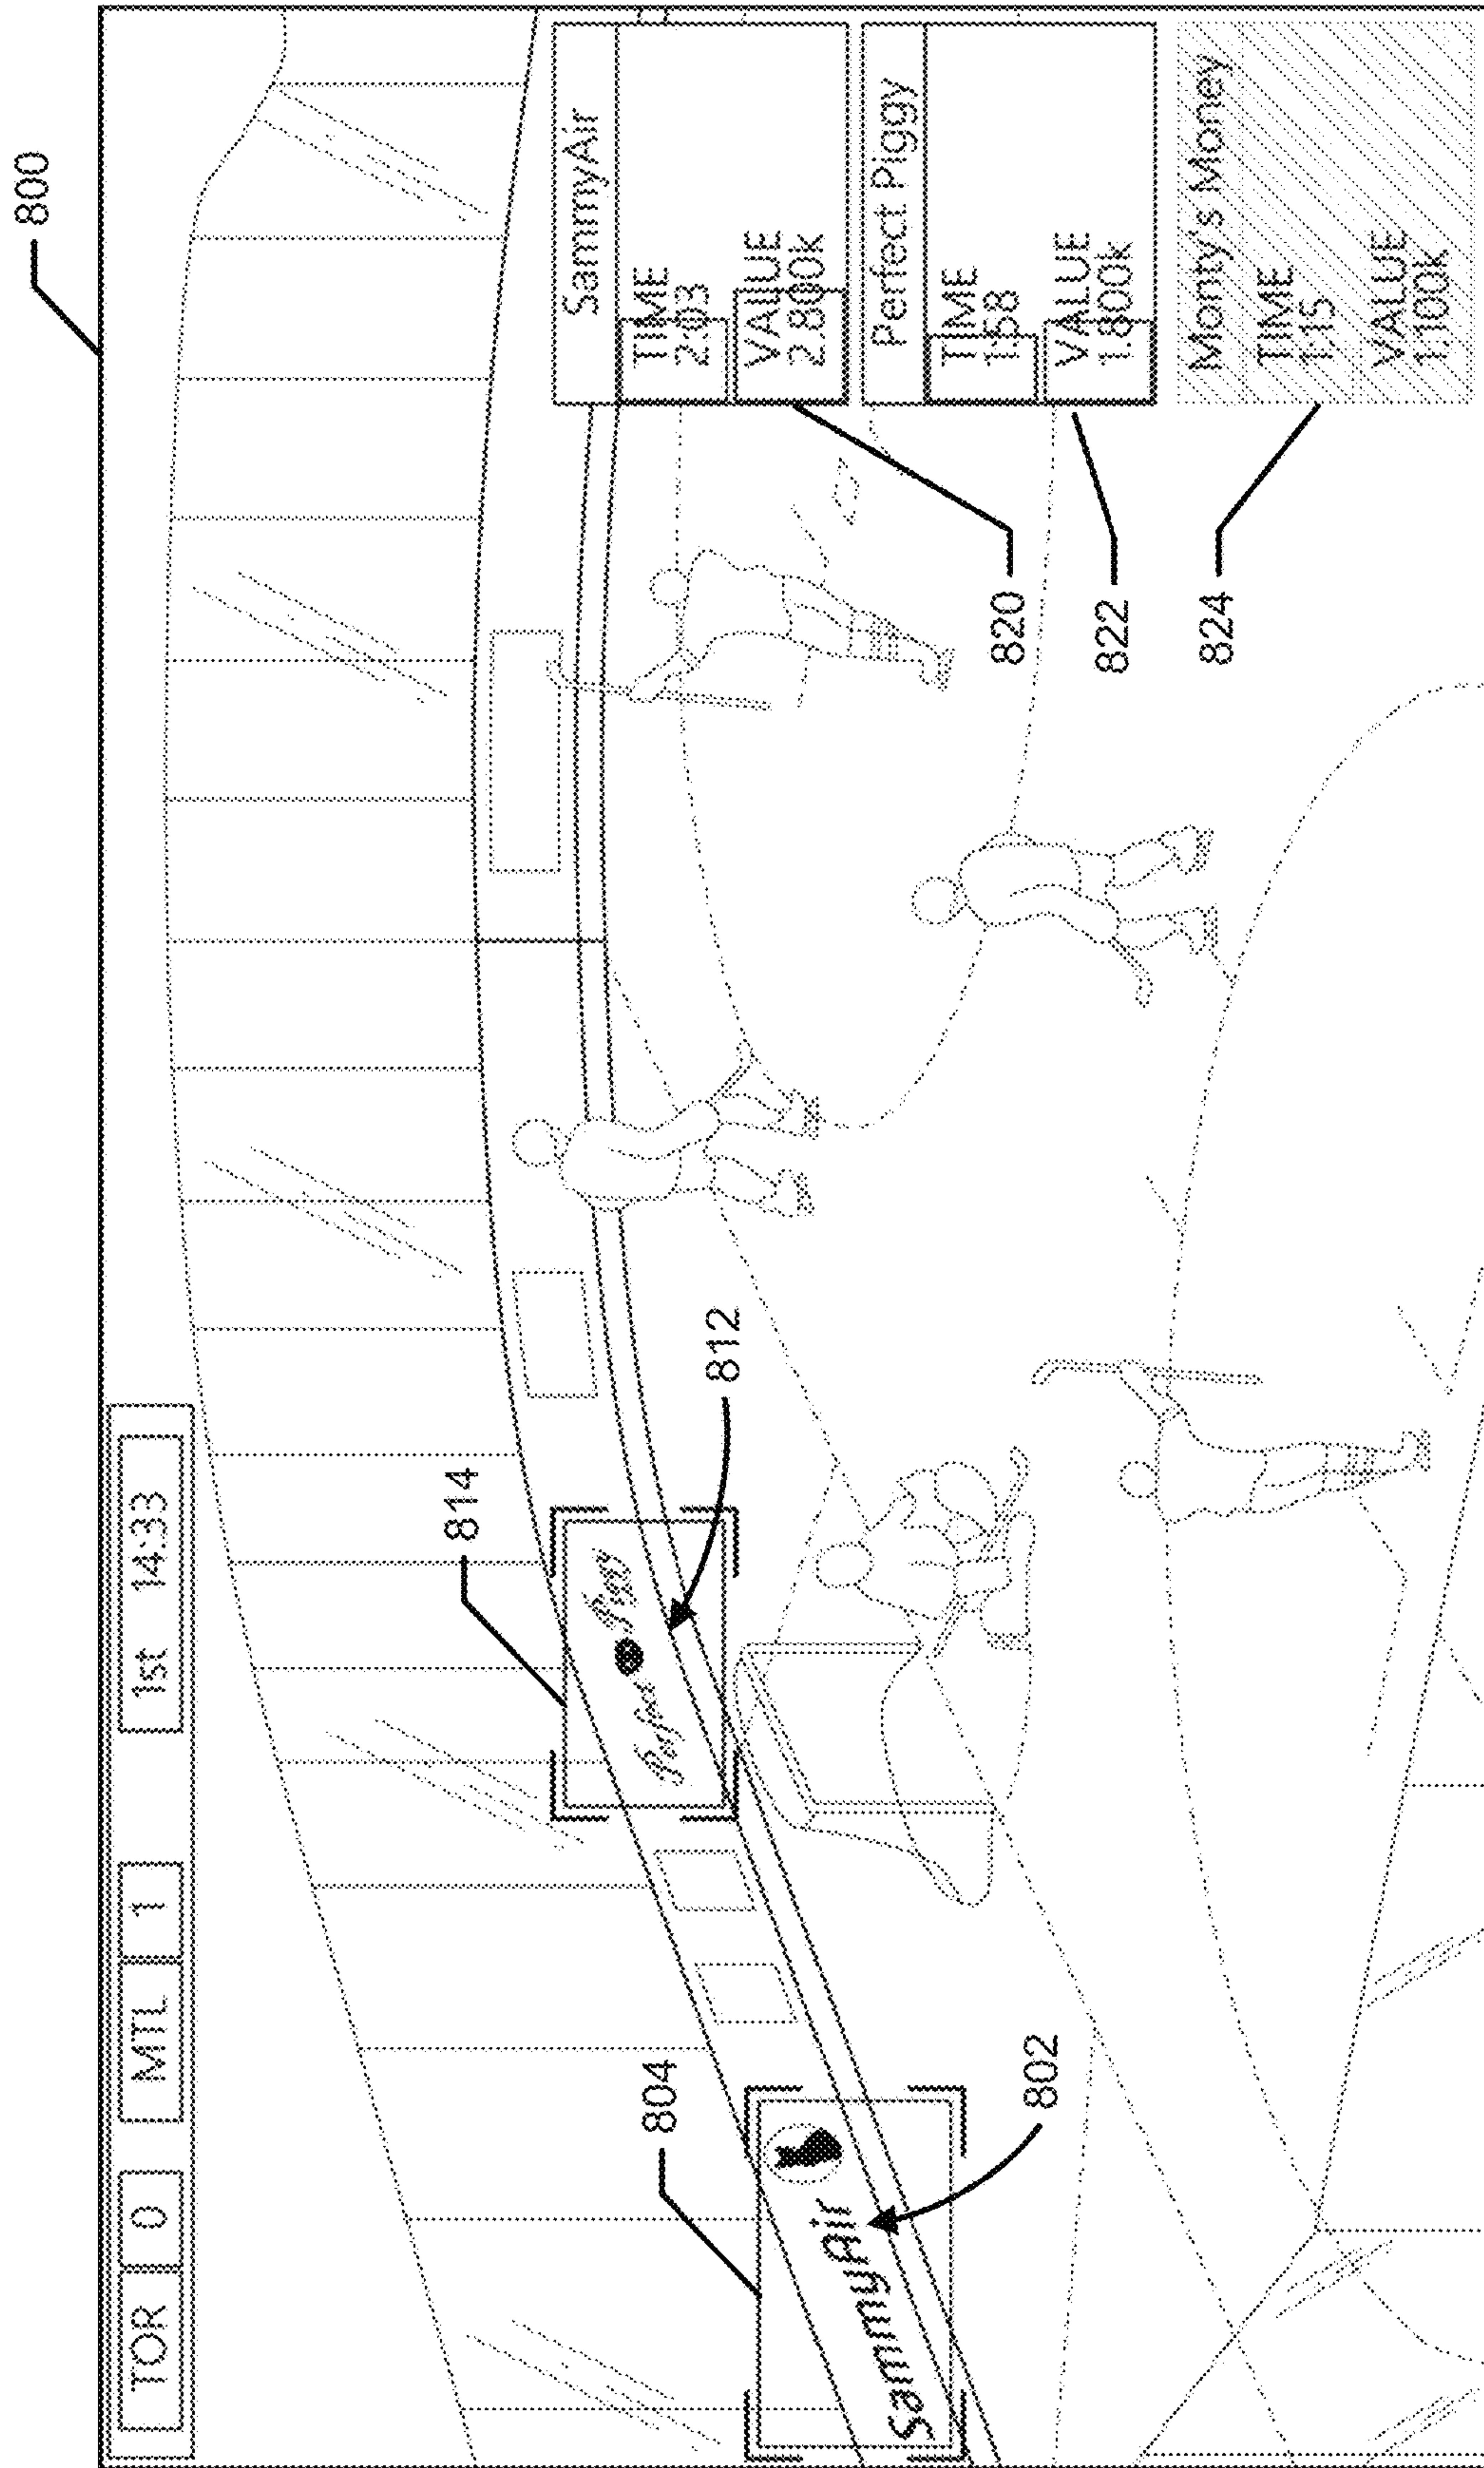 800
TOR 0 MTL 1 1st 14:33
814
Perfect Piggy
812
804
SammyAir
802
SammyAir
TIME
2:03
VALUE
2.800k
820
Perfect Piggy
TIME
1:58
VALUE
1.800k
822
Monty's Money
TIME
1:15
VALUE
1.100k
824